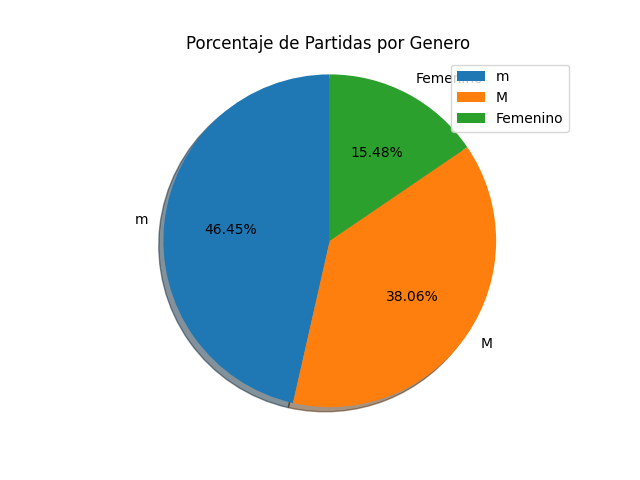 Porcentaje de Partidas por Genero
m
M
Femenino
15.48%
46.45%
m
38.06%
M